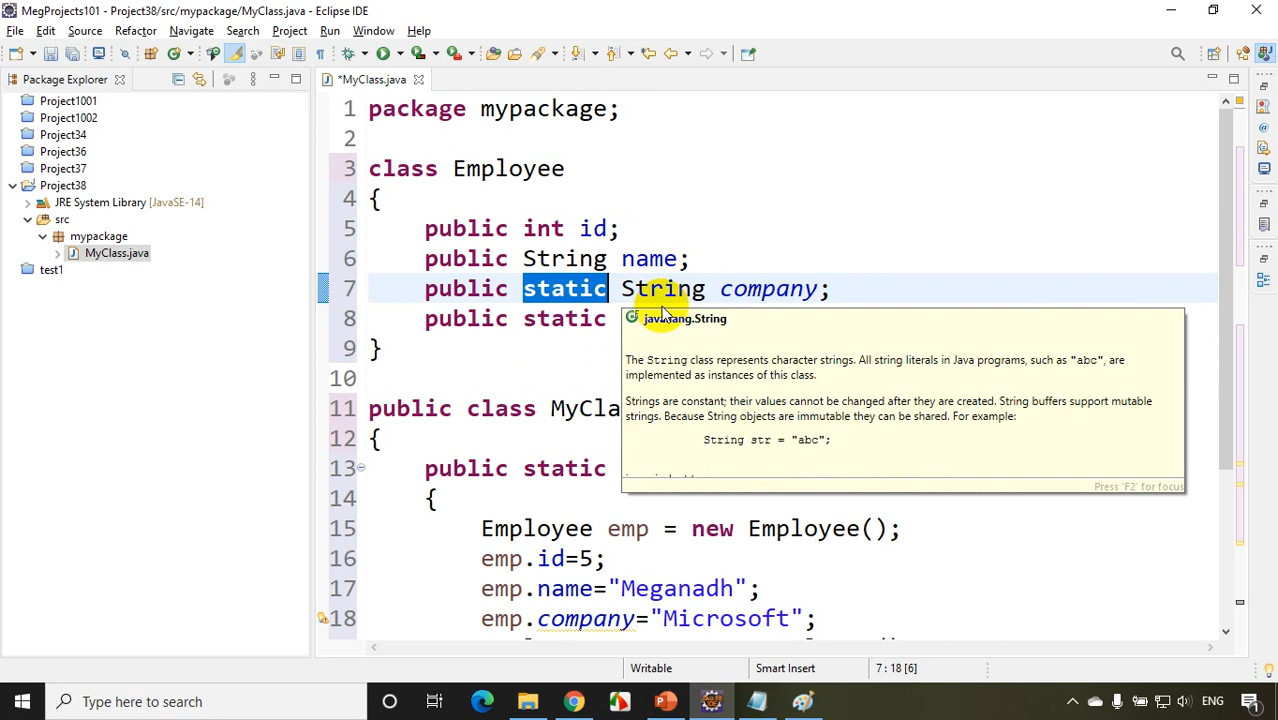 MegProjects101 - Project38/src/mypackage/MyClass.java - Eclipse IDE
File Edit Source Refactor Navigate Search Project Run Window Help
Package Explorer
*MyClass.java
Project1001
Project1002
Project34
Project36
Project37
Project38
JRE System Library [JavaSE-14]
src
mypackage
MyClass.java
test1
1 package mypackage;
2
3 class Employee
4 {
5 public int id;
6 public String name;
7 public static String company;
8 public static
9 }
10
11 public class MyCla
12 {
13 public static
14 {
15 Employee emp = new Employee();
16 emp.id=5;
17 emp.name="Meganadh";
18 emp.company="Microsoft";
java.lang.String
The String class represents character strings. All string literals in Java programs, such as "abc", are
implemented as instances of this class.
Strings are constant; their values cannot be changed after they are created. String buffers support mutable
strings. Because String objects are immutable they can be shared. For example:
String str = "abc";
Press 'F2' for focus
Writable Smart Insert 7 : 18 [6]
Type here to search
ENG